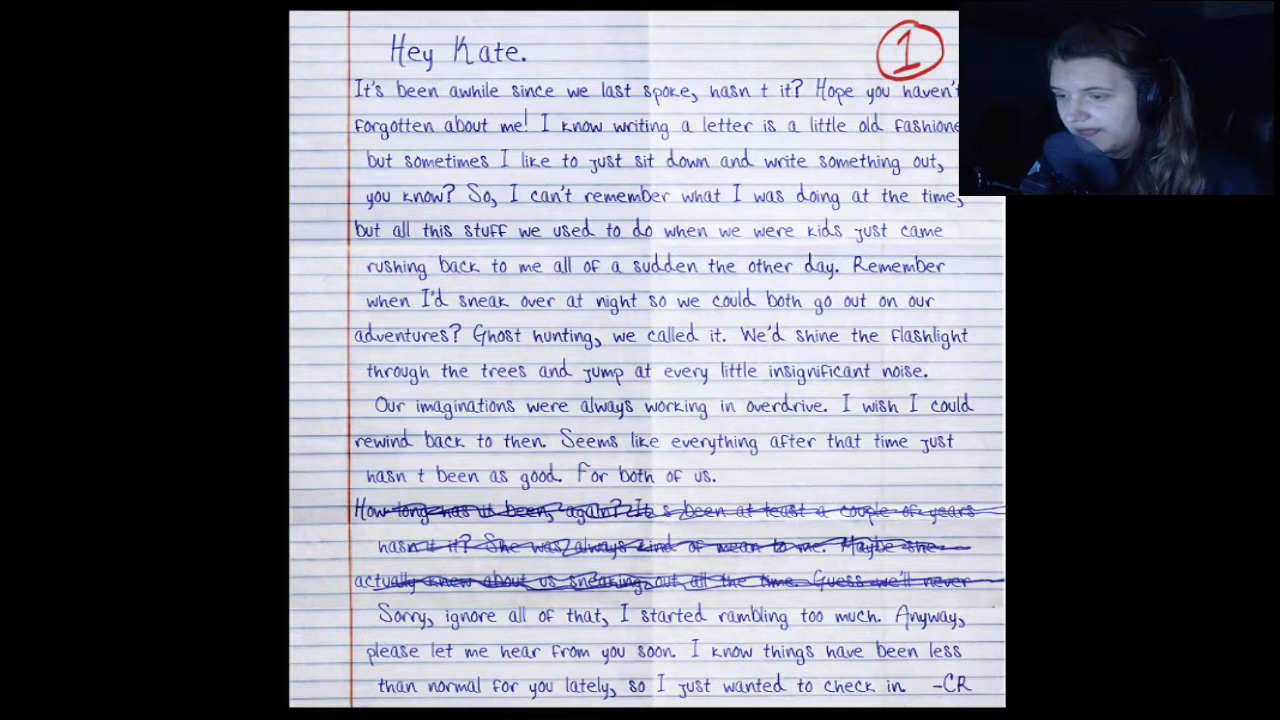 Hey Kate.
1
It's been awhile since we last spoke, hasn t it? Hope you haven't
forgotten about me! I know writing a letter is a little old fashione
but sometimes I like to just sit down and write something out,
you know? So, I can't remember what I was doing at the time,
but all this stuff we used to do when we were kids just came
rushing back to me all of a sudden the other day. Remember
when I'd sneak over at night so we could both go out on our
adventures? Ghost hunting, we called it. We'd shine the flashlight
through the trees and jump at every little insignificant noise.
Our imaginations were always working in overdrive. I wish I could
rewind back to then. Seems like everything after that time just
hasn t been as good. For both of us.
How long has it been, again? It s been at least a couple of years
hasn t it? She was always kind of mean to me. Maybe she
actually knew about us sneaking out all the time. Guess we'll never
Sorry, ignore all of that, I started rambling too much. Anyway,
please let me hear from you soon. I know things have been less
than normal for you lately, so I just wanted to check in. -CR